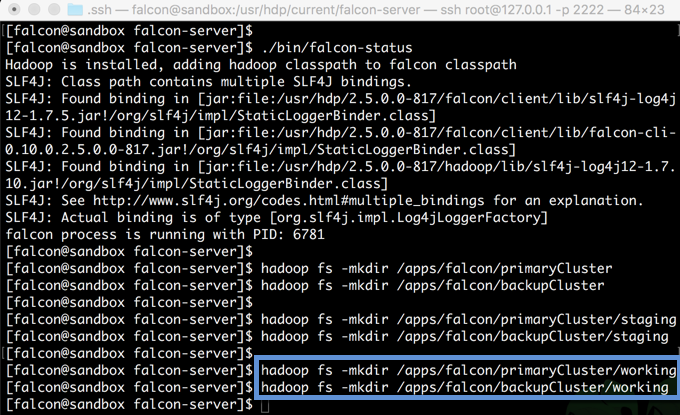 .ssh — falcon@sandbox:/usr/hdp/current/falcon-server — ssh root@127.0.0.1 -p 2222 — 84×23
[falcon@sandbox falcon-server]$
[falcon@sandbox falcon-server]$ ./bin/falcon-status
Hadoop is installed, adding hadoop classpath to falcon classpath
SLF4J: Class path contains multiple SLF4J bindings.
SLF4J: Found binding in [jar:file:/usr/hdp/2.5.0.0-817/falcon/client/lib/slf4j-log4j
12-1.7.5.jar!/org/slf4j/impl/StaticLoggerBinder.class]
SLF4J: Found binding in [jar:file:/usr/hdp/2.5.0.0-817/falcon/client/lib/falcon-cli-
0.10.0.2.5.0.0-817.jar!/org/slf4j/impl/StaticLoggerBinder.class]
SLF4J: Found binding in [jar:file:/usr/hdp/2.5.0.0-817/hadoop/lib/slf4j-log4j12-1.7.
10.jar!/org/slf4j/impl/StaticLoggerBinder.class]
SLF4J: See http://www.slf4j.org/codes.html#multiple_bindings for an explanation.
SLF4J: Actual binding is of type [org.slf4j.impl.Log4jLoggerFactory]
falcon process is running with PID: 6781
[falcon@sandbox falcon-server]$
[falcon@sandbox falcon-server]$ hadoop fs -mkdir /apps/falcon/primaryCluster
[falcon@sandbox falcon-server]$ hadoop fs -mkdir /apps/falcon/backupCluster
[falcon@sandbox falcon-server]$
[falcon@sandbox falcon-server]$ hadoop fs -mkdir /apps/falcon/primaryCluster/staging
[falcon@sandbox falcon-server]$ hadoop fs -mkdir /apps/falcon/backupCluster/staging
[falcon@sandbox falcon-server]$
[falcon@sandbox falcon-server]$ hadoop fs -mkdir /apps/falcon/primaryCluster/working
[falcon@sandbox falcon-server]$ hadoop fs -mkdir /apps/falcon/backupCluster/working
[falcon@sandbox falcon-server]$